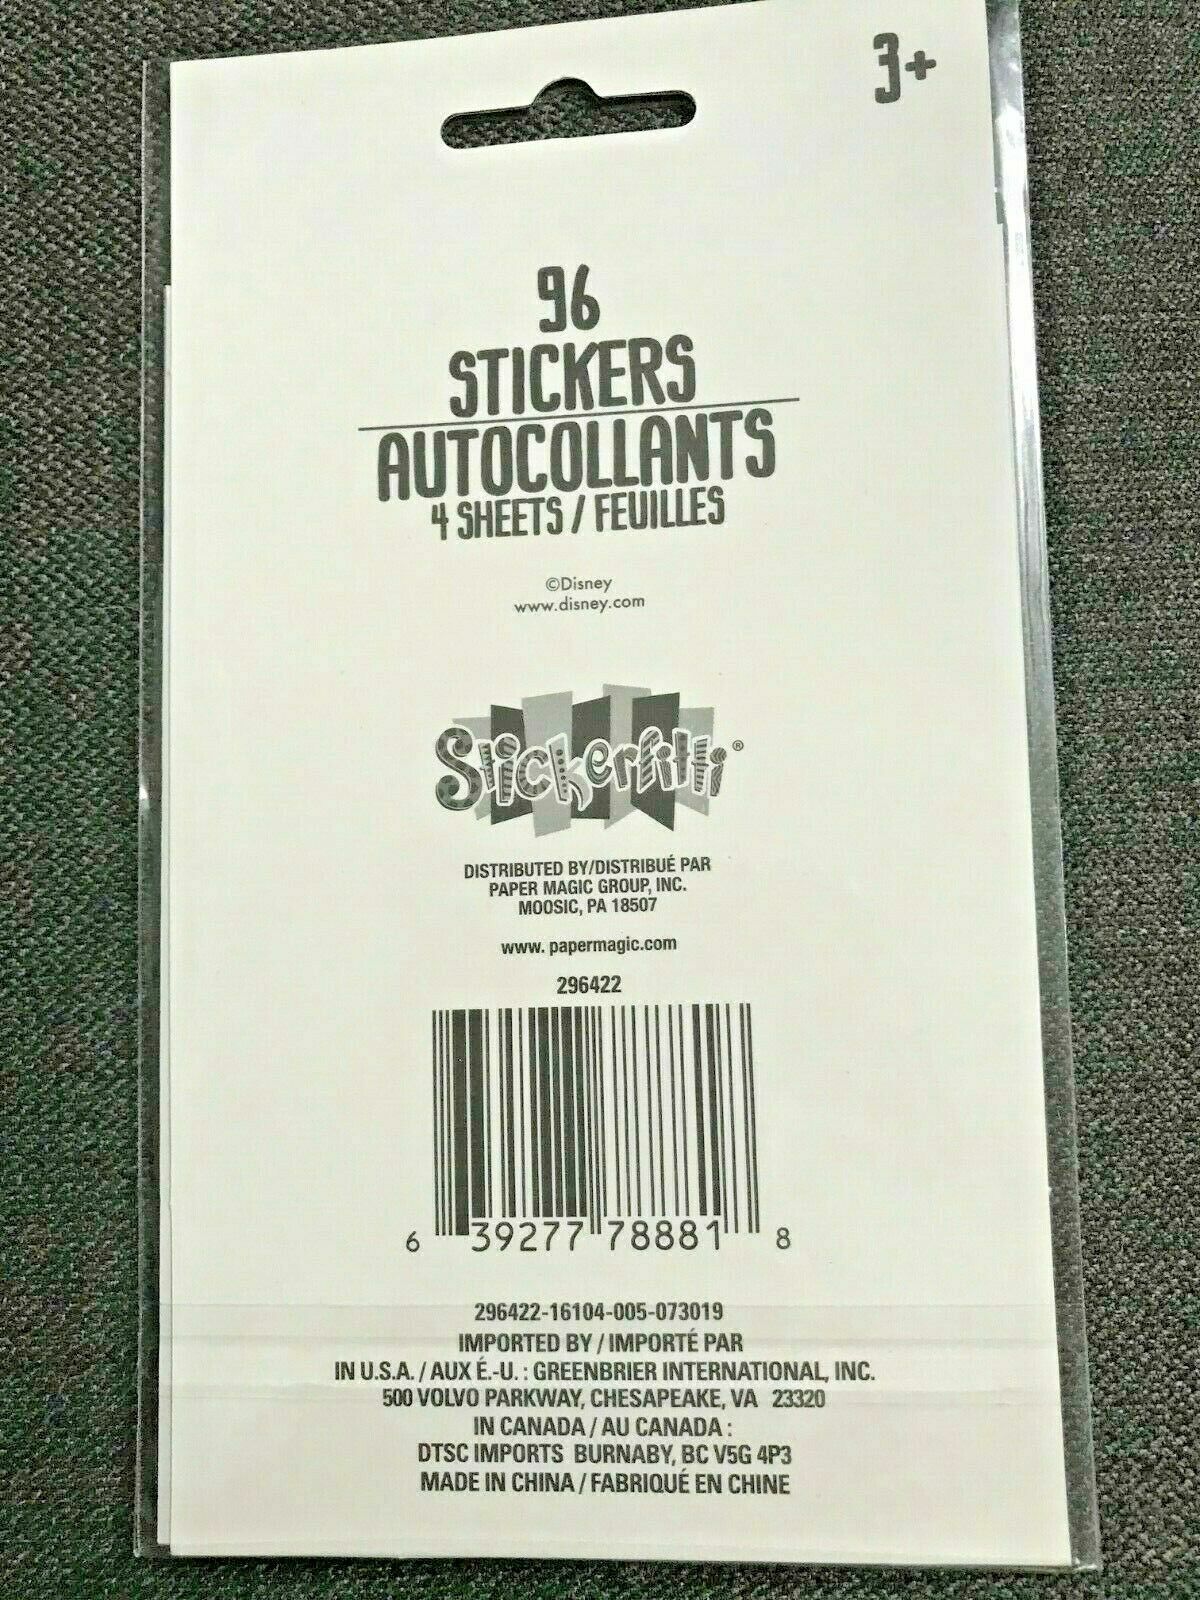 3+
96
STICKERS
AUTOCOLLANTS
4 SHEETS / FEUILLES
©Disney
www.disney.com
Stickerfitti®
DISTRIBUTED BY/DISTRIBUÉ PAR
PAPER MAGIC GROUP, INC.
MOOSIC, PA 18507
www. papermagic.com
296422
6 39277 78881 8
296422-16104-005-073019
IMPORTED BY / IMPORTÉ PAR
IN U.S.A. / AUX É.-U. : GREENBRIER INTERNATIONAL, INC.
500 VOLVO PARKWAY, CHESAPEAKE, VA 23320
IN CANADA / AU CANADA :
DTSC IMPORTS BURNABY, BC V5G 4P3
MADE IN CHINA / FABRIQUÉ EN CHINE